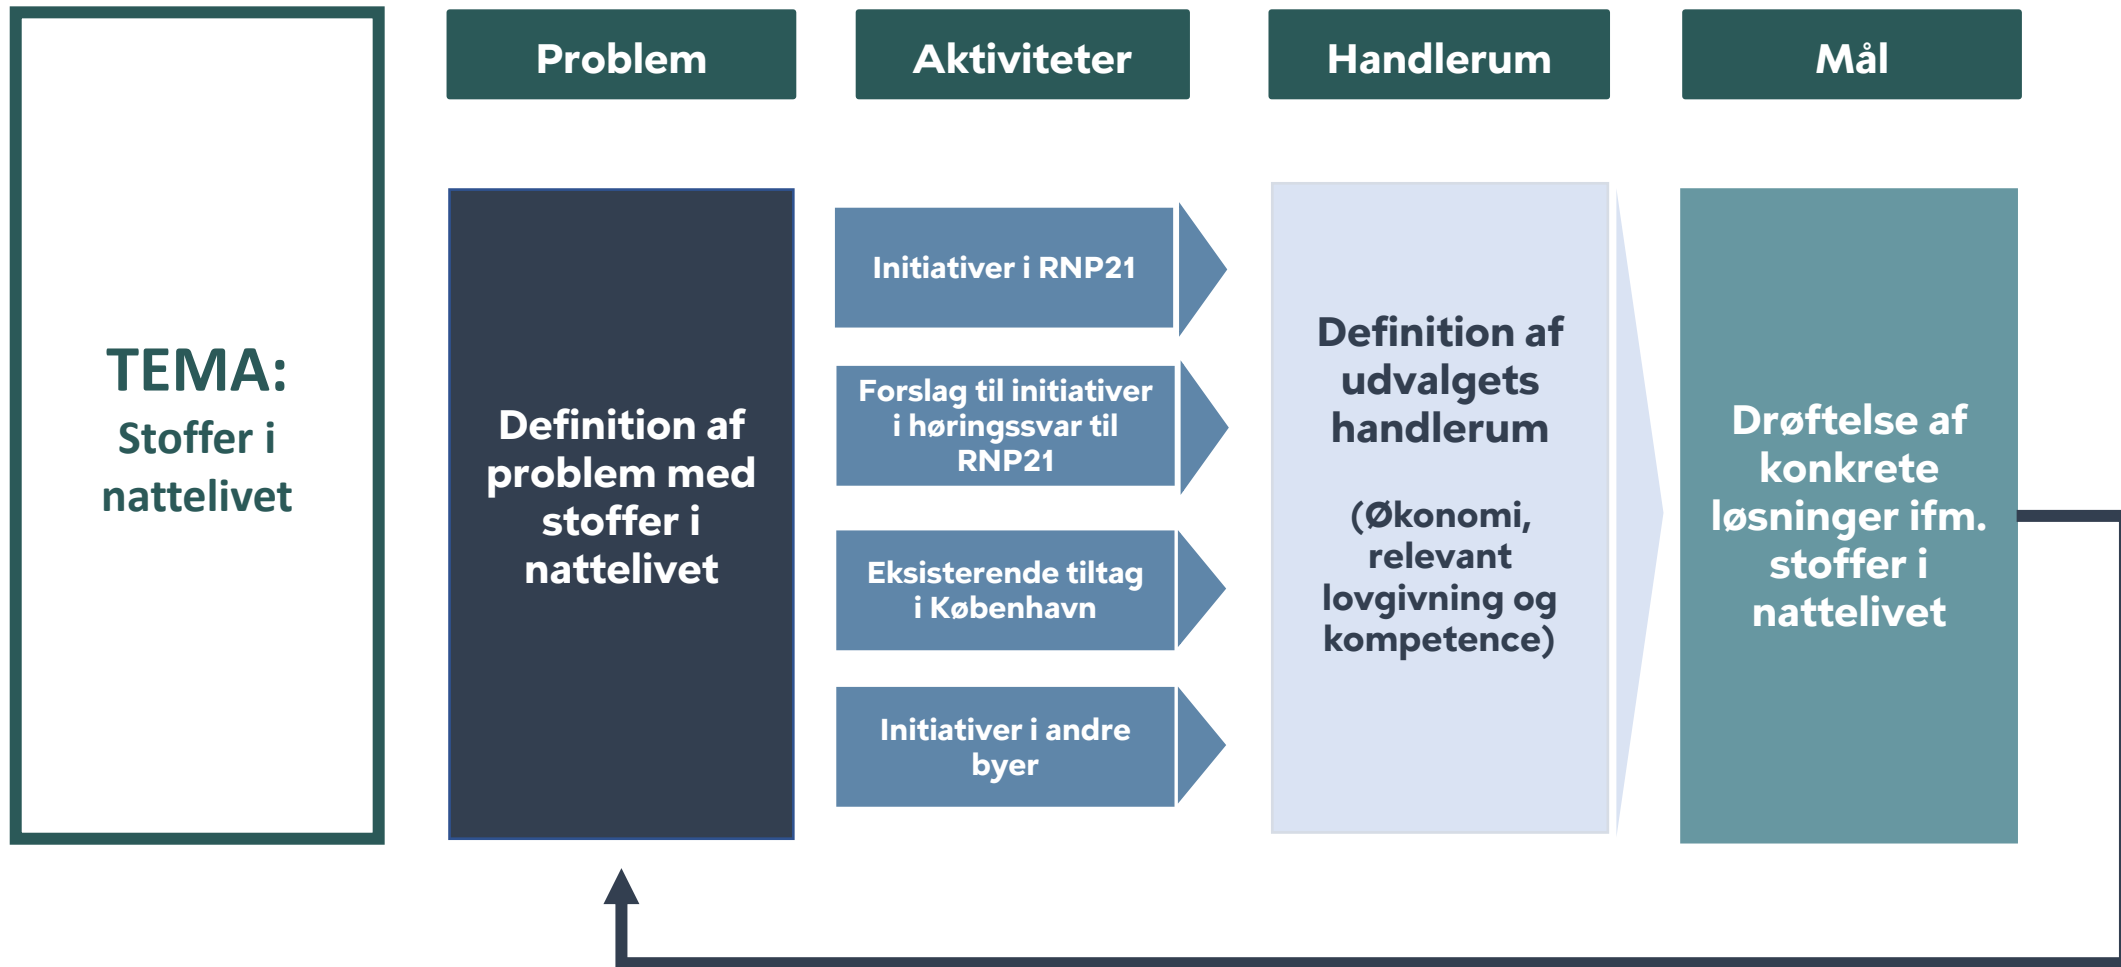 Problem
Aktiviteter
Handlerum
Mål
TEMA:
Stoffer i
nattelivet
Definition af
problem med
stoffer i
nattelivet
Initiativer i RNP21
Forslag til initiativer
i høringssvar til
RNP21
Eksisterende tiltag
i København
Initiativer i andre
byer
Definition af
udvalgets
handlerum
(Økonomi,
relevant
lovgivning og
kompetence)
Drøftelse af
konkrete
løsninger ifm.
stoffer i
nattelivet